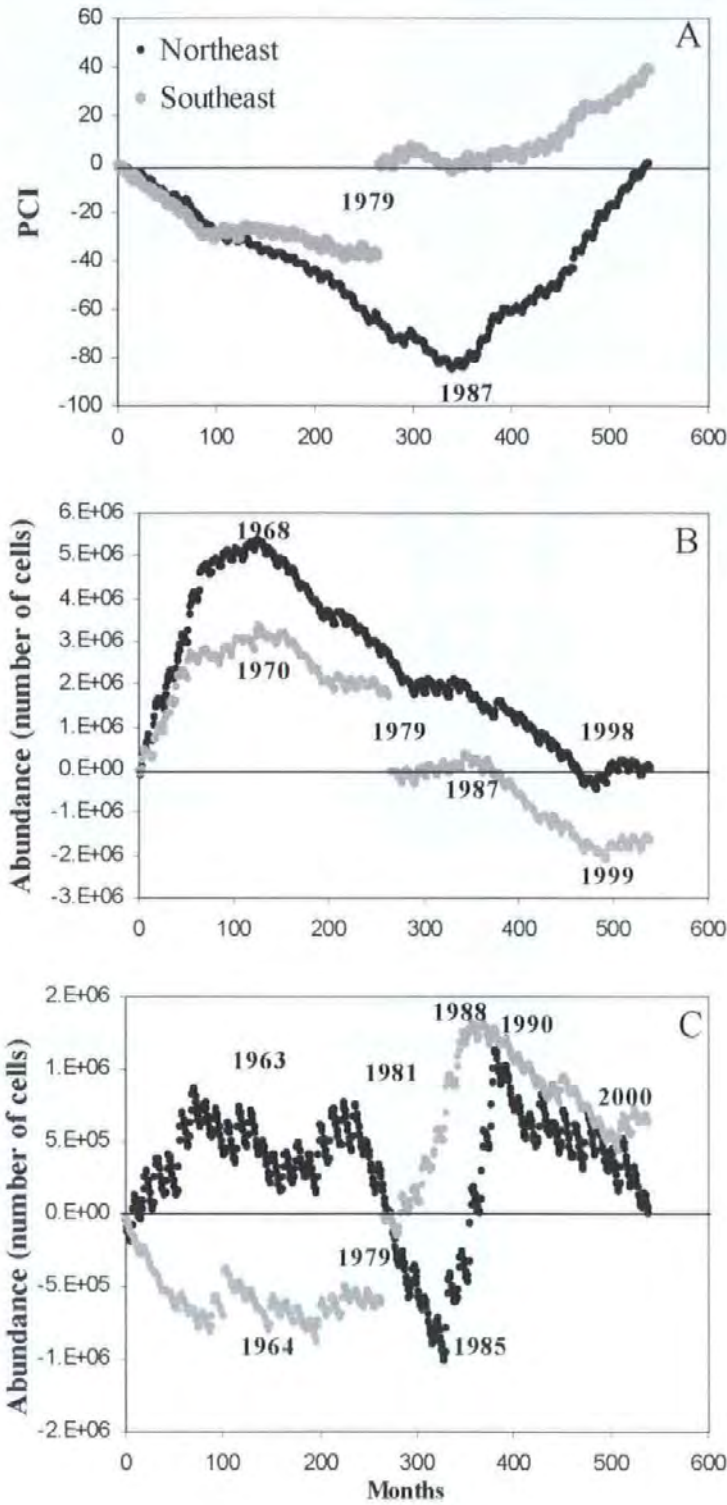 A
Northeast
Southeast
PCI
60
40
20
0
-20
-40
-60
-80
-100
1979
1987
0 100 200 300 400 500 600
B
Abundance (number of cells)
6.E+06
5.E+06
4.E+06
3.E+06
2.E+06
1.E+06
0.E+00
-1.E+06
-2.E+06
-3.E+06
1968
1970
1979
1987
1998
1999
0 100 200 300 400 500 600
C
Abundance (number of cells)
2.E+06
1.E+06
5.E+05
0.E+00
-5.E+05
-1.E+06
-2.E+06
1963
1981
1988
1990
2000
1979
1964
1985
0 100 200 300 400 500 600
Months